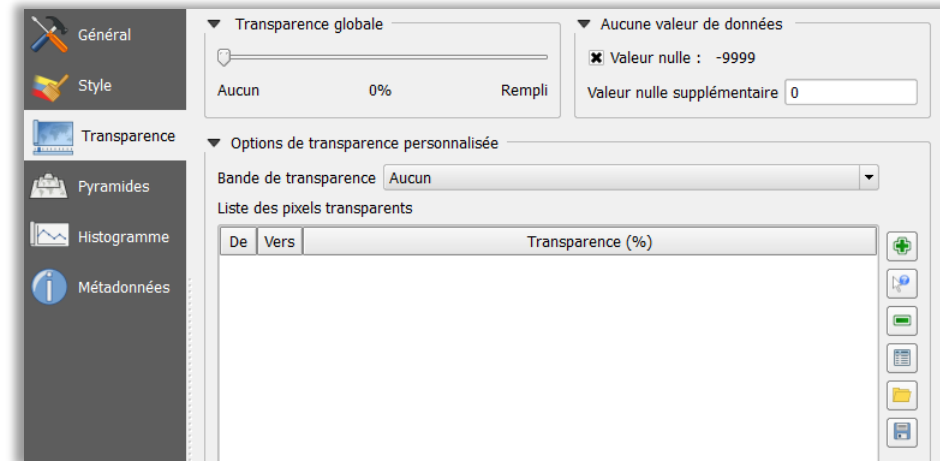 Général
Style
Transparence
Pyramides
Histogramme
Métadonnées
Transparence globale
Aucun 0% Rempli
Aucune valeur de données
Valeur nulle : -9999
Valeur nulle supplémentaire 0
Options de transparence personnalisée
Bande de transparence Aucun
Liste des pixels transparents
De Vers Transparence (%)